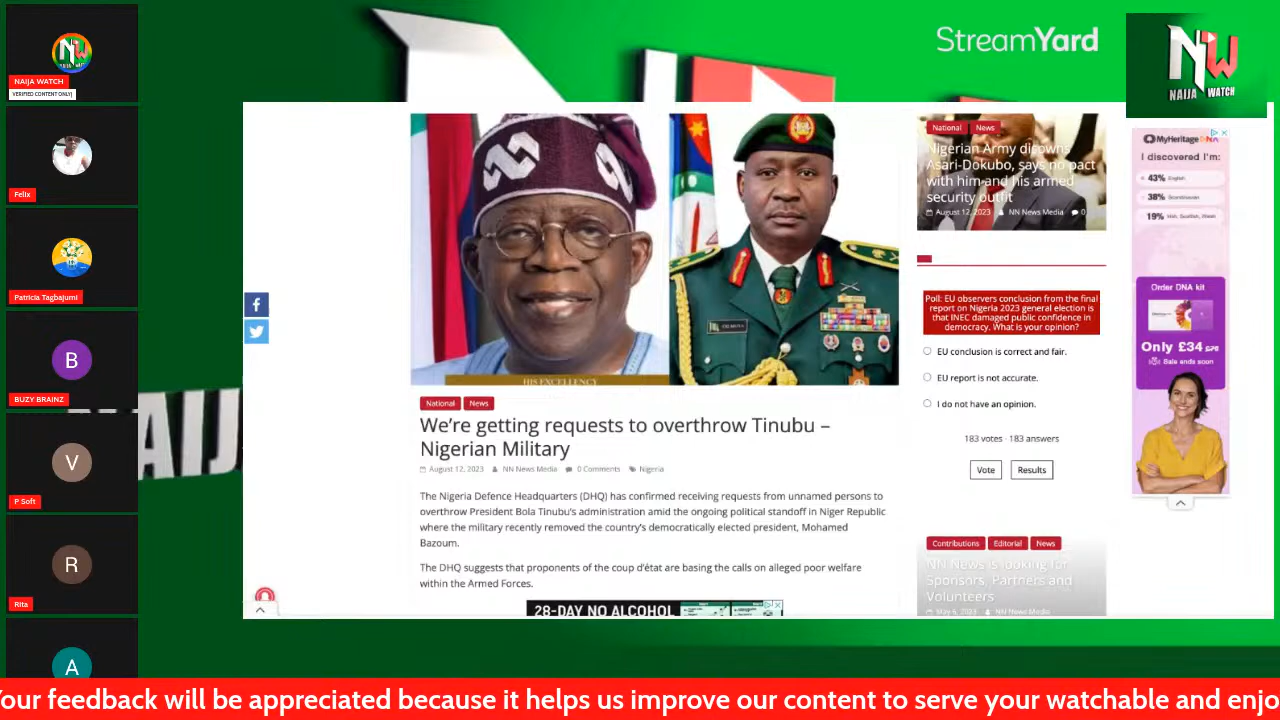 NAIJA WATCH
VERIFIED CONTENT ONLY|
Felix
Patricia Tagbajumi
B
BUZY BRAINZ
V
P Soft
R
Rita
A
StreamYard
NAIJA WATCH
NAIJ
HIS EXCELLENCY
National News
We're getting requests to overthrow Tinubu –
Nigerian Military
August 12, 2023 NN News Media 0 Comments Nigeria
The Nigeria Defence Headquarters (DHQ) has confirmed receiving requests from unnamed persons to
overthrow President Bola Tinubu's administration amid the ongoing political standoff in Niger Republic
where the military recently removed the country's democratically elected president, Mohamed
Bazoum.
The DHQ suggests that proponents of the coup d'état are basing the calls on alleged poor welfare
within the Armed Forces.
28-DAY NO ALCOHOL
National News
Nigerian Army disowns
Asari-Dokubo, says no pact
with him and his armed
security outfit
August 12, 2023 NN News Media 0
Poll: EU observers conclusion from the final
report on Nigeria 2023 general election is
that INEC damaged public confidence in
democracy. What is your opinion?
EU conclusion is correct and fair.
EU report is not accurate.
I do not have an opinion.
183 votes · 183 answers
Vote Results
Contributions Editorial News
NN News is looking for
Sponsors, Partners and
Volunteers
May 6, 2023 NN News Media
MyHeritage DNA
I discovered I'm:
43% English
38% Scandinavian
19%
Order DNA kit
Only £34
Sale ends soon
Your feedback will be appreciated because it helps us improve our content to serve your watchable and enjo